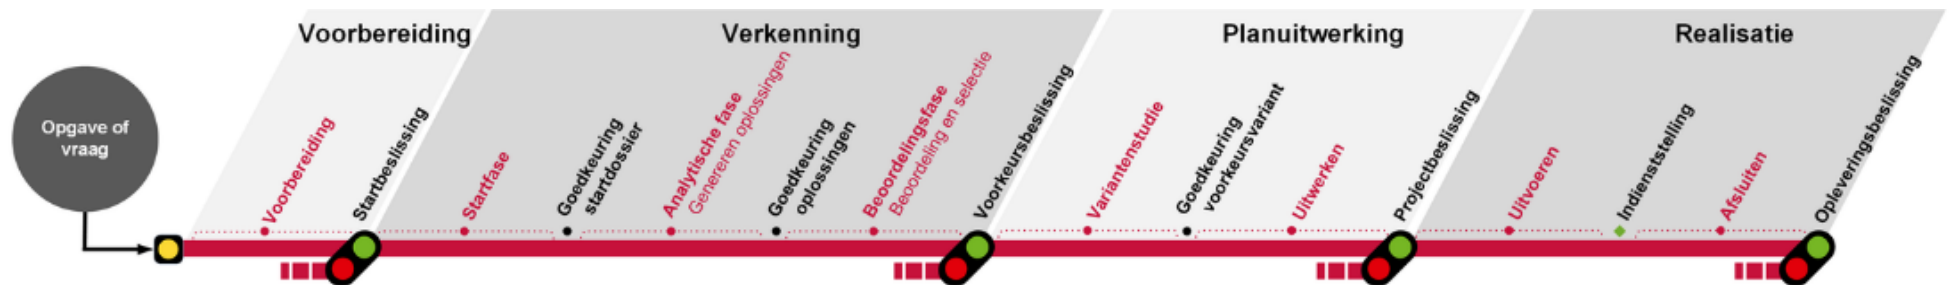 Voorbereiding
Verkenning
Planuitwerking
Realisatie
Opgave of
vraag
Voorbereiding
Startbeslissing
Startfase
Goedkeuring
startdossier
Analytische fase
Genereren oplossingen
Goedkeuring
oplossingen
Beoordelingsfase
Beoordeling en selectie
Voorkeursbeslissing
Variantenstudie
Goedkeuring
voorkeursvariant
Uitwerken
Projectbeslissing
Uitvoeren
Indienststelling
Afsluiten
Opleveringsbeslissing